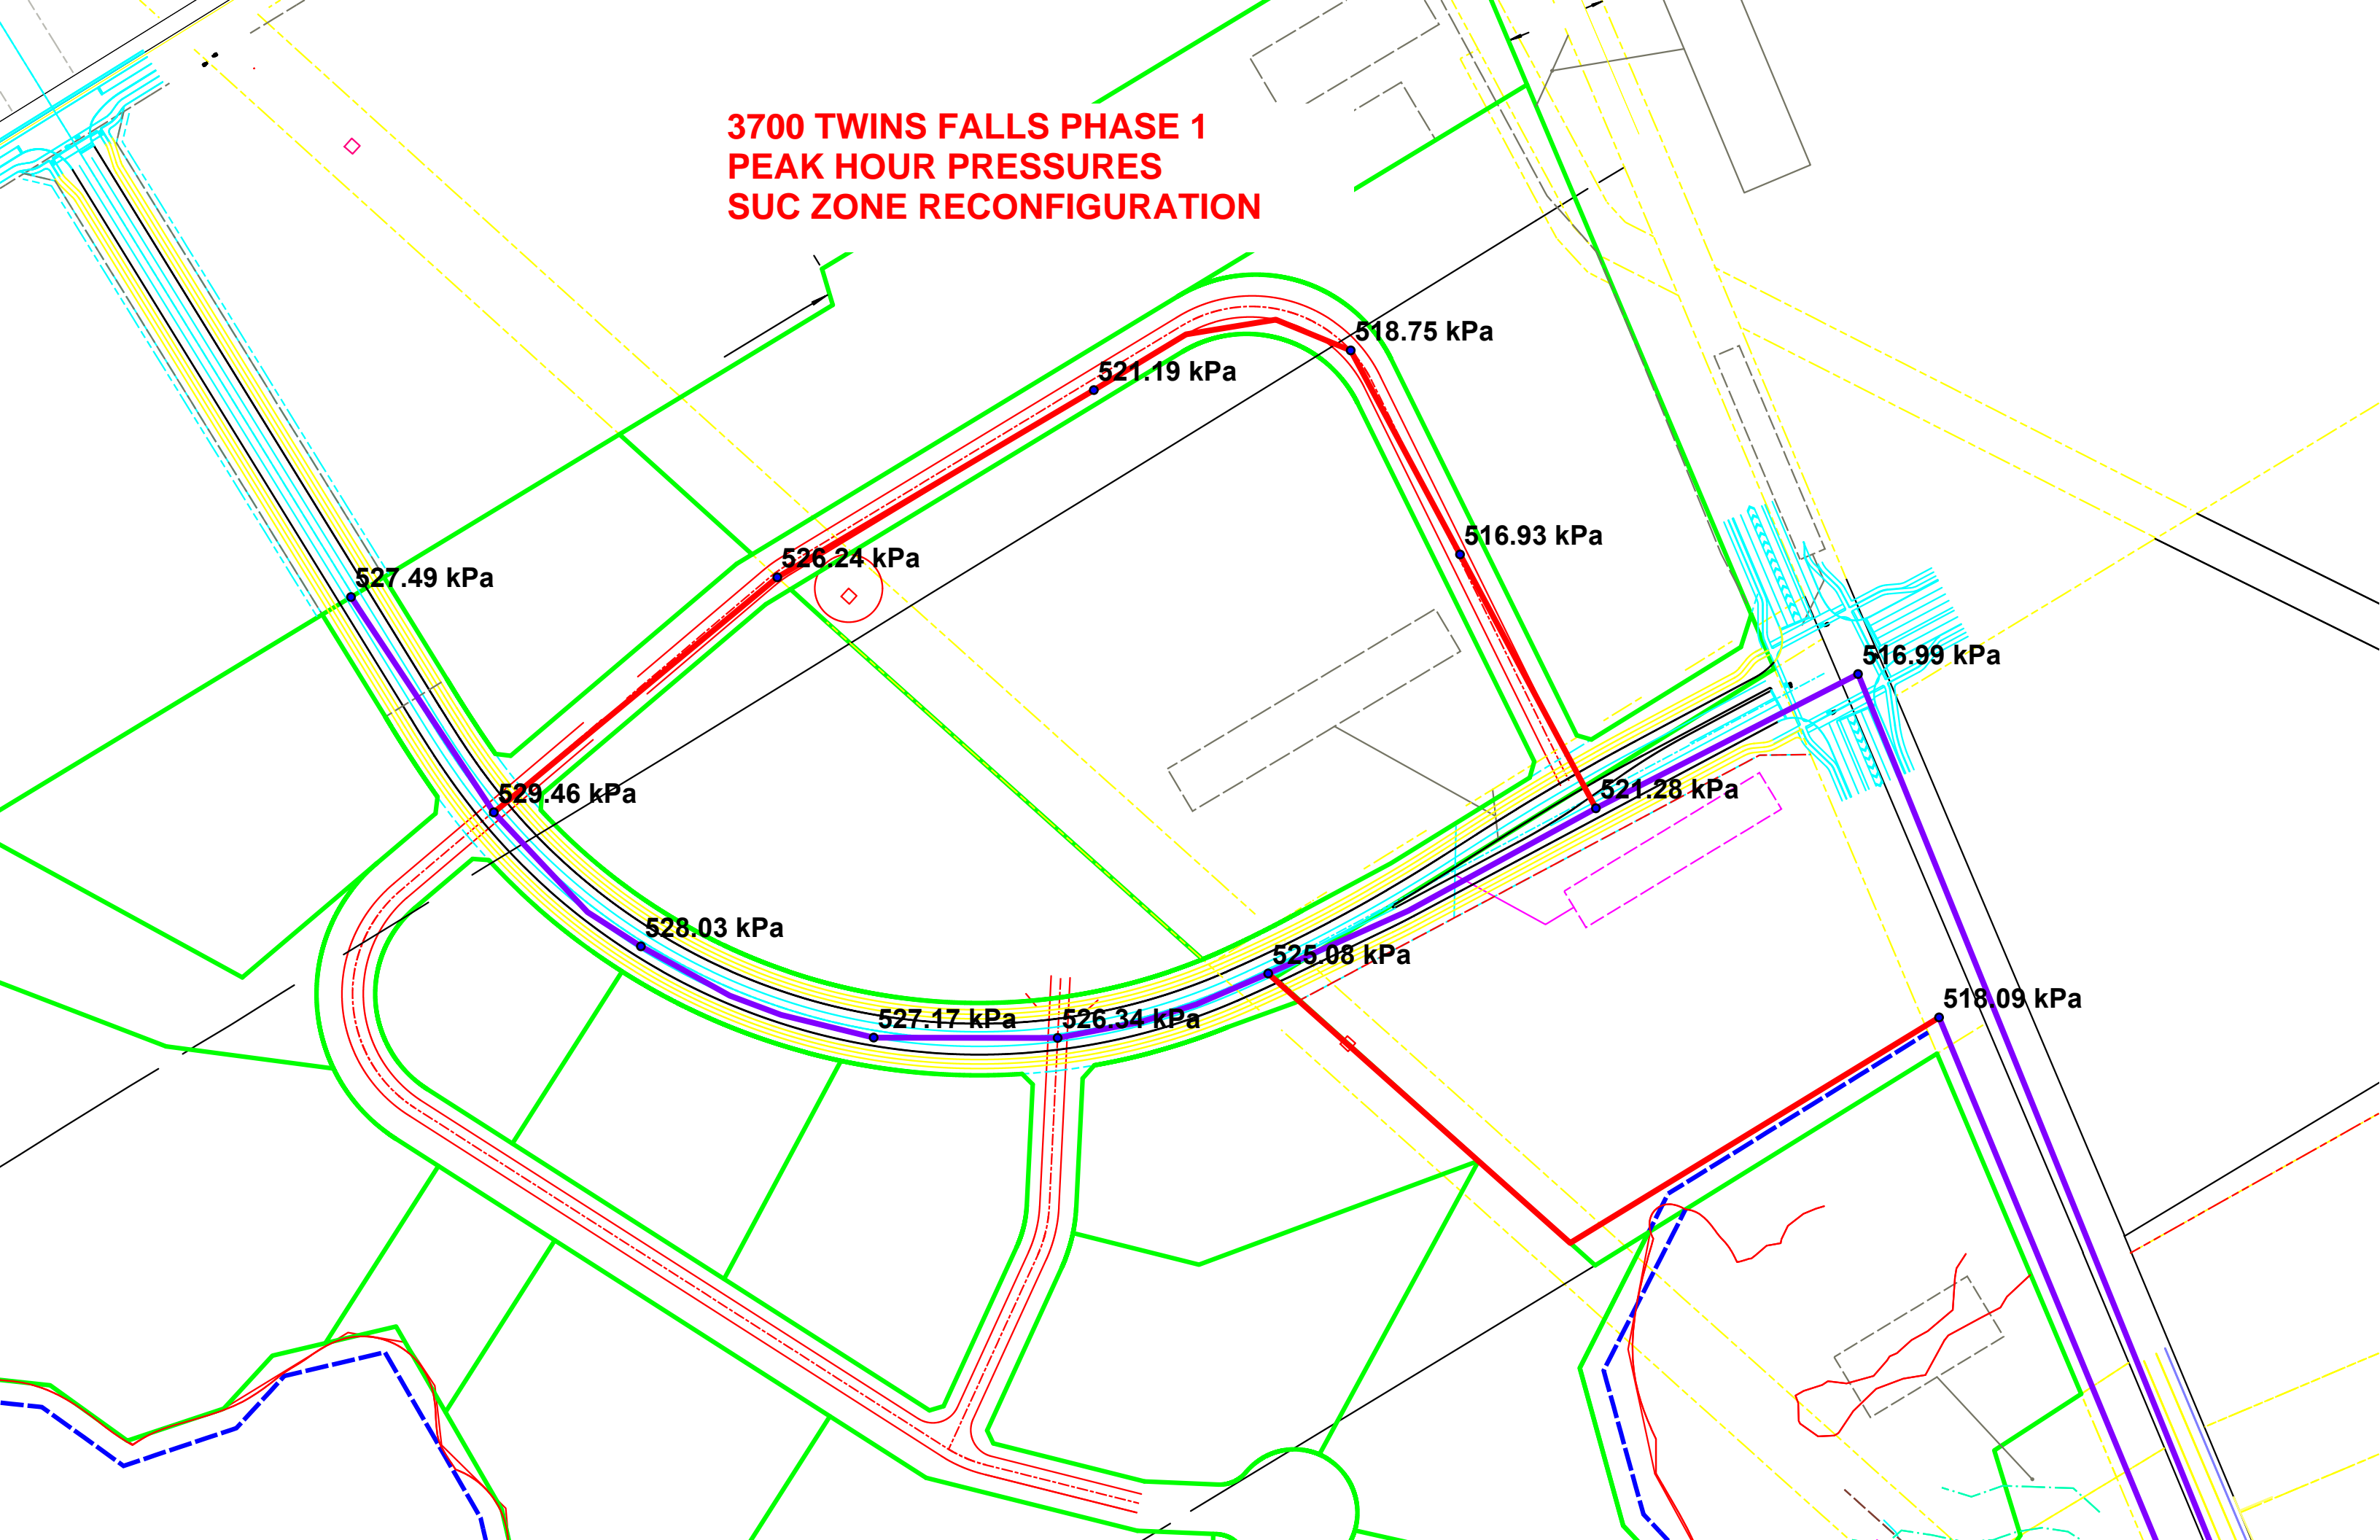 3700 TWINS FALLS PHASE 1
PEAK HOUR PRESSURES
SUC ZONE RECONFIGURATION
518.75 kPa
521.19 kPa
516.93 kPa
526.24 kPa
527.49 kPa
516.99 kPa
521.28 kPa
529.46 kPa
528.03 kPa
525.08 kPa
518.09 kPa
527.17 kPa
526.34 kPa